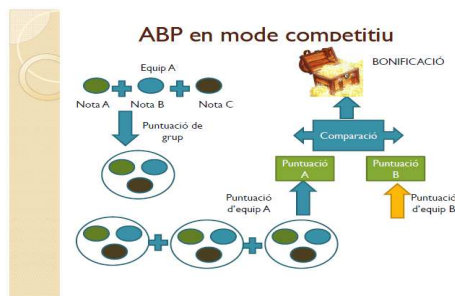 ABP en mode competitiu
Equip A
Nota A
Nota B
Nota C
Puntuació de
grup
BONIFICACIÓ
Comparació
Puntuació
A
Puntuació
B
Puntuació
d'equip A
Puntuació
d'equip B